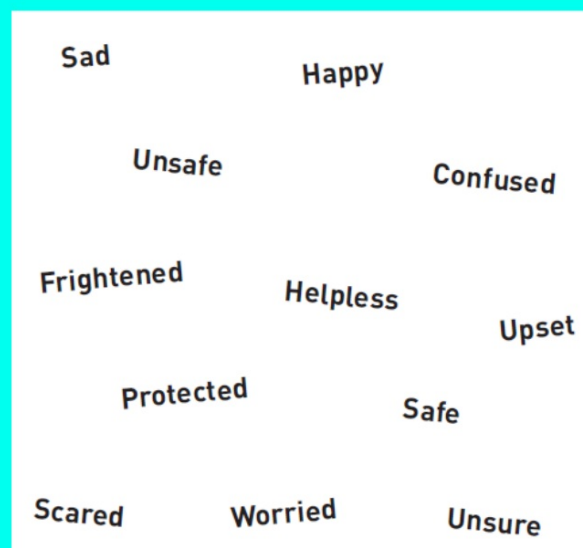 Sad
Happy
Unsafe
Confused
Frightened
Helpless
Upset
Protected
Safe
Scared
Worried
Unsure